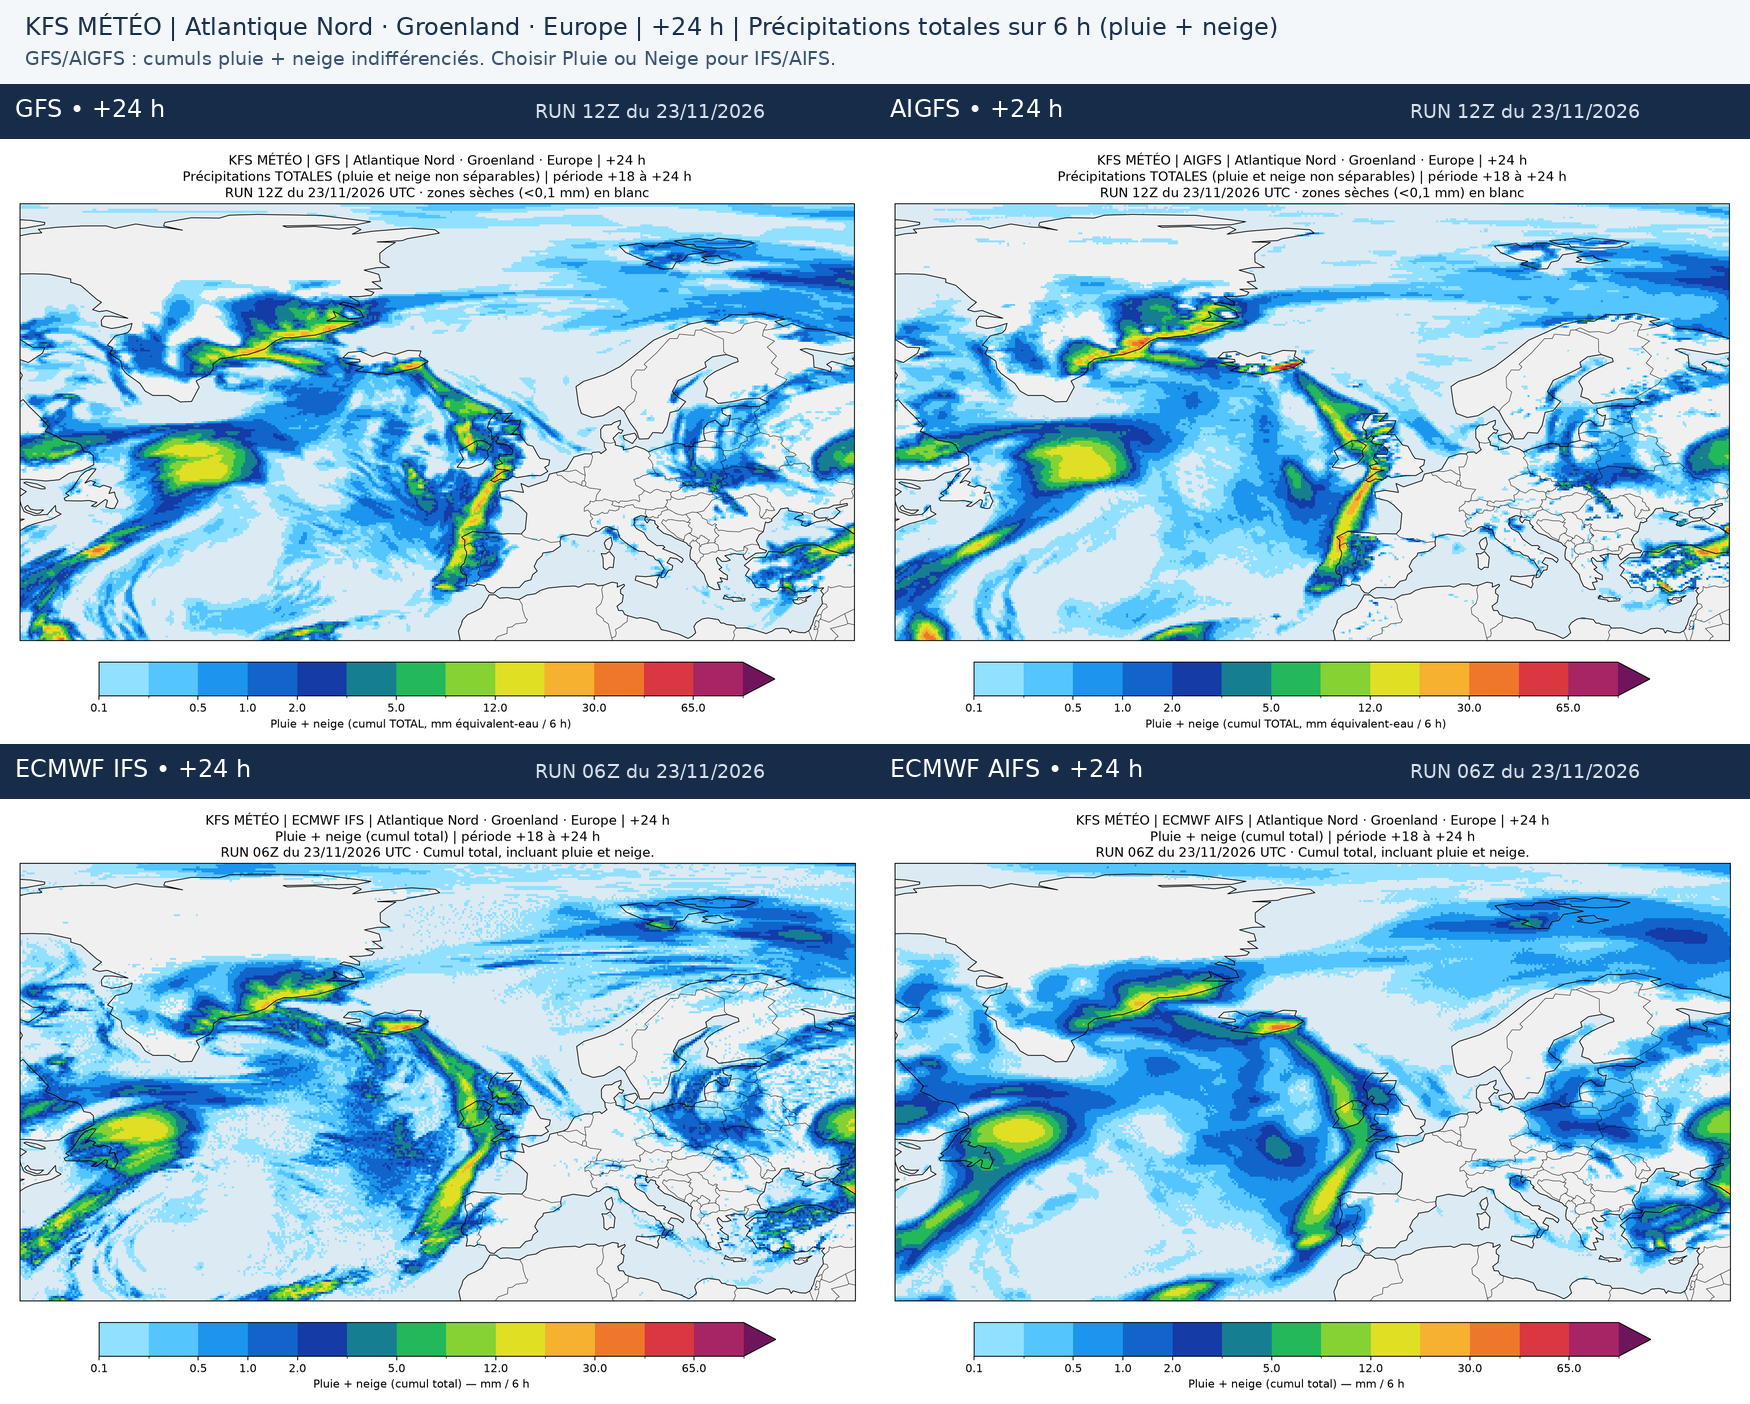 KFS MÉTÉO | Atlantique Nord · Groenland · Europe | +24 h | Précipitations totales sur 6 h (pluie + neige)
GFS/AIGFS : cumuls pluie + neige indifférenciés. Choisir Pluie ou Neige pour IFS/AIFS.
GFS • +24 h
RUN 12Z du 23/11/2026
AIGFS • +24 h
RUN 12Z du 23/11/2026
KFS MÉTÉO | GFS | Atlantique Nord · Groenland · Europe | +24 h
Précipitations TOTALES (pluie et neige non séparables) | période +18 à +24 h
RUN 12Z du 23/11/2026 UTC · zones sèches (<0,1 mm) en blanc
KFS MÉTÉO | AIGFS | Atlantique Nord · Groenland · Europe | +24 h
Précipitations TOTALES (pluie et neige non séparables) | période +18 à +24 h
RUN 12Z du 23/11/2026 UTC · zones sèches (<0,1 mm) en blanc
0.1 0.5 1.0 2.0 5.0 12.0 30.0 65.0
Pluie + neige (cumul TOTAL, mm équivalent-eau / 6 h)
0.1 0.5 1.0 2.0 5.0 12.0 30.0 65.0
Pluie + neige (cumul TOTAL, mm équivalent-eau / 6 h)
ECMWF IFS • +24 h
RUN 06Z du 23/11/2026
ECMWF AIFS • +24 h
RUN 06Z du 23/11/2026
KFS MÉTÉO | ECMWF IFS | Atlantique Nord · Groenland · Europe | +24 h
Pluie + neige (cumul total) | période +18 à +24 h
RUN 06Z du 23/11/2026 UTC · Cumul total, incluant pluie et neige.
KFS MÉTÉO | ECMWF AIFS | Atlantique Nord · Groenland · Europe | +24 h
Pluie + neige (cumul total) | période +18 à +24 h
RUN 06Z du 23/11/2026 UTC · Cumul total, incluant pluie et neige.
0.1 0.5 1.0 2.0 5.0 12.0 30.0 65.0
Pluie + neige (cumul total) — mm / 6 h
0.1 0.5 1.0 2.0 5.0 12.0 30.0 65.0
Pluie + neige (cumul total) — mm / 6 h